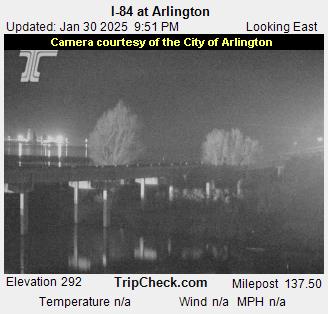 I-84 at Arlington
Updated: Jan 30 2025 9:51 PM Looking East
Camera courtesy of the City of Arlington
Elevation 292 TripCheck.com Milepost 137.50
Temperature n/a Wind n/a MPH n/a